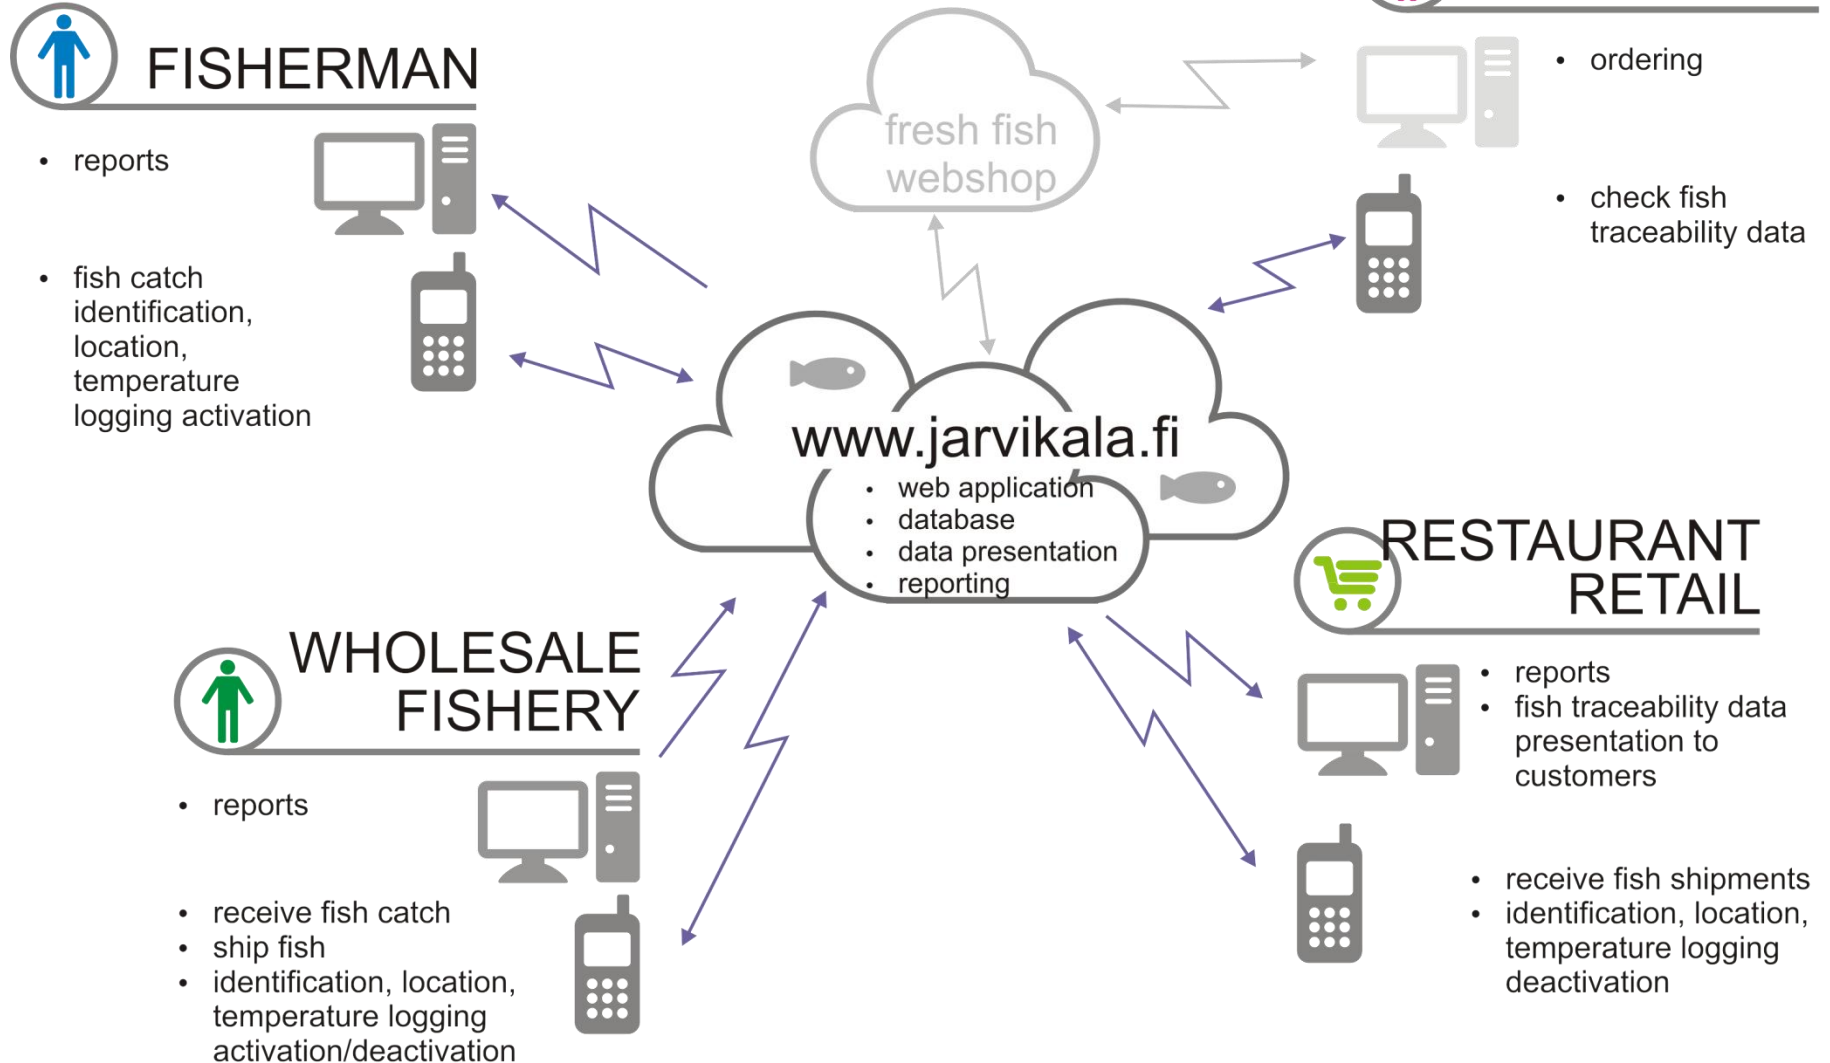 FISHERMAN
• reports
• fish catch
identification,
location,
temperature
logging activation
fresh fish
webshop
• ordering
• check fish
traceability data
www.jarvikala.fi
• web application
• database
• data presentation
• reporting
WHOLESALE
FISHERY
• reports
• receive fish catch
• ship fish
• identification, location,
temperature logging
activation/deactivation
RESTAURANT
RETAIL
• reports
• fish traceability data
presentation to
customers
• receive fish shipments
• identification, location,
temperature logging
deactivation